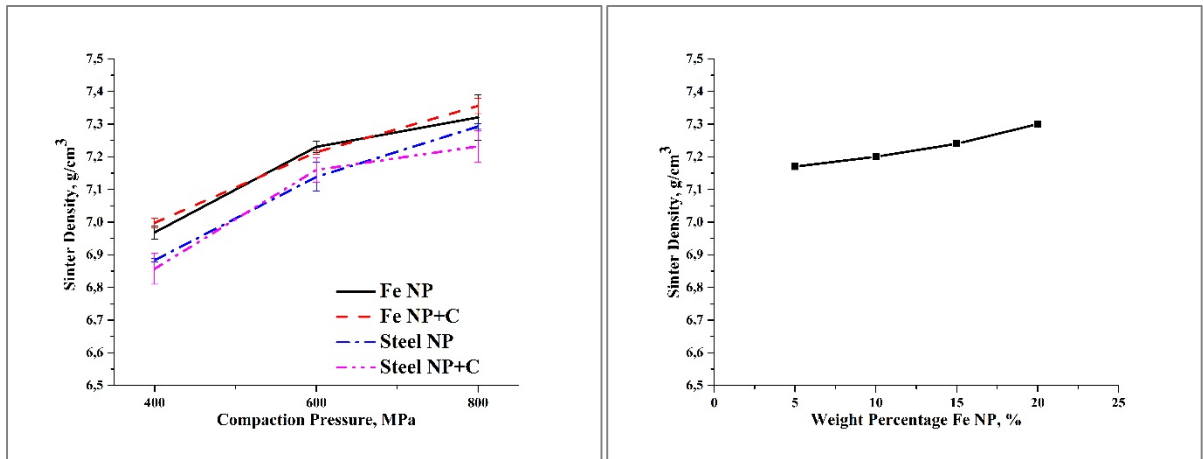 7,5
7,4
7,3
7,2
7,1
7,0
6,9
6,8
6,7
6,6
6,5
Sinter Density, g/cm³
Fe NP
Fe NP+C
Steel NP
Steel NP+C
400 600 800
Compaction Pressure, MPa
7,5
7,4
7,3
7,2
7,1
7,0
6,9
6,8
6,7
6,6
6,5
Sinter Density, g/cm³
0 5 10 15 20 25
Weight Percentage Fe NP, %